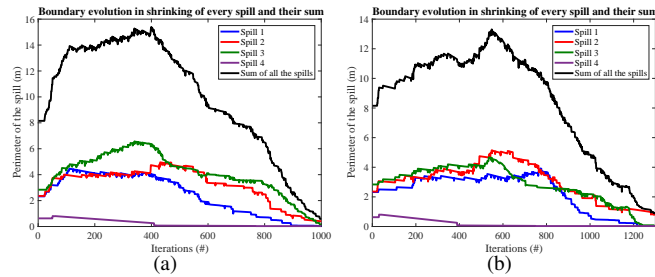 Boundary evolution in shrinking of every spill and their sum
16
14
12
10
8
6
4
2
0
Perimeter of the spill (m)
Spill 1
Spill 2
Spill 3
Spill 4
Sum of all the spills
0 200 400 600 800 1000
Iterations (#)
(a)
Boundary evolution in shrinking of every spill and their sum
14
12
10
8
6
4
2
0
Perimeter of the spill (m)
Spill 1
Spill 2
Spill 3
Spill 4
Sum of all the spills
0 200 400 600 800 1000 1200
Iterations (#)
(b)